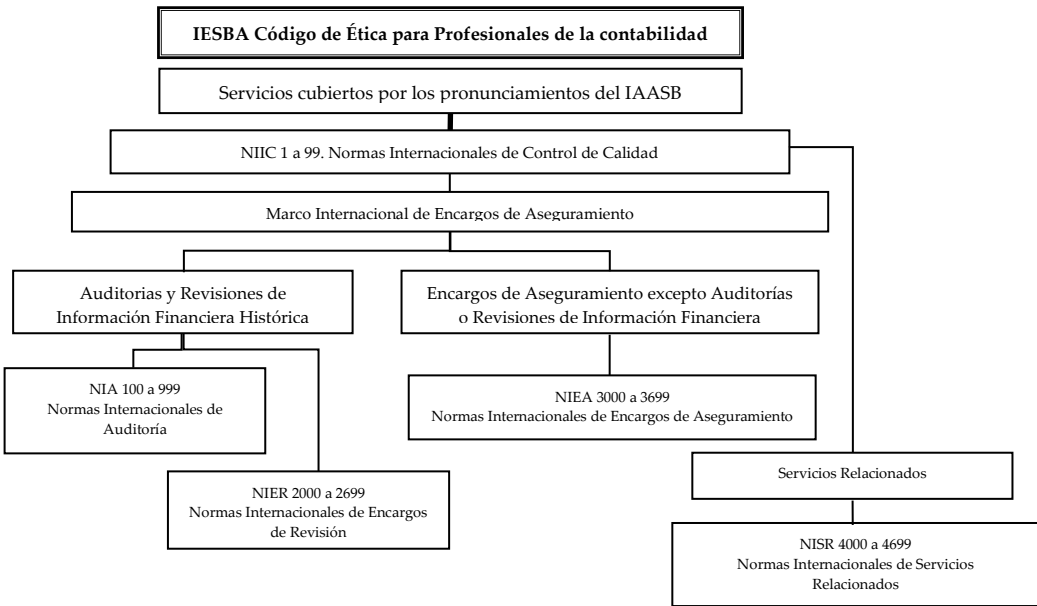 IESBA Código de Ética para Profesionales de la contabilidad
Servicios cubiertos por los pronunciamientos del IAASB
NIIC 1 a 99. Normas Internacionales de Control de Calidad
Marco Internacional de Encargos de Aseguramiento
Auditorias y Revisiones de
Información Financiera Histórica
Encargos de Aseguramiento excepto Auditorías
o Revisiones de Información Financiera
NIA 100 a 999
Normas Internacionales de
Auditoría
NIEA 3000 a 3699
Normas Internacionales de Encargos de Aseguramiento
Servicios Relacionados
NIER 2000 a 2699
Normas Internacionales de Encargos
de Revisión
NISR 4000 a 4699
Normas Internacionales de Servicios
Relacionados